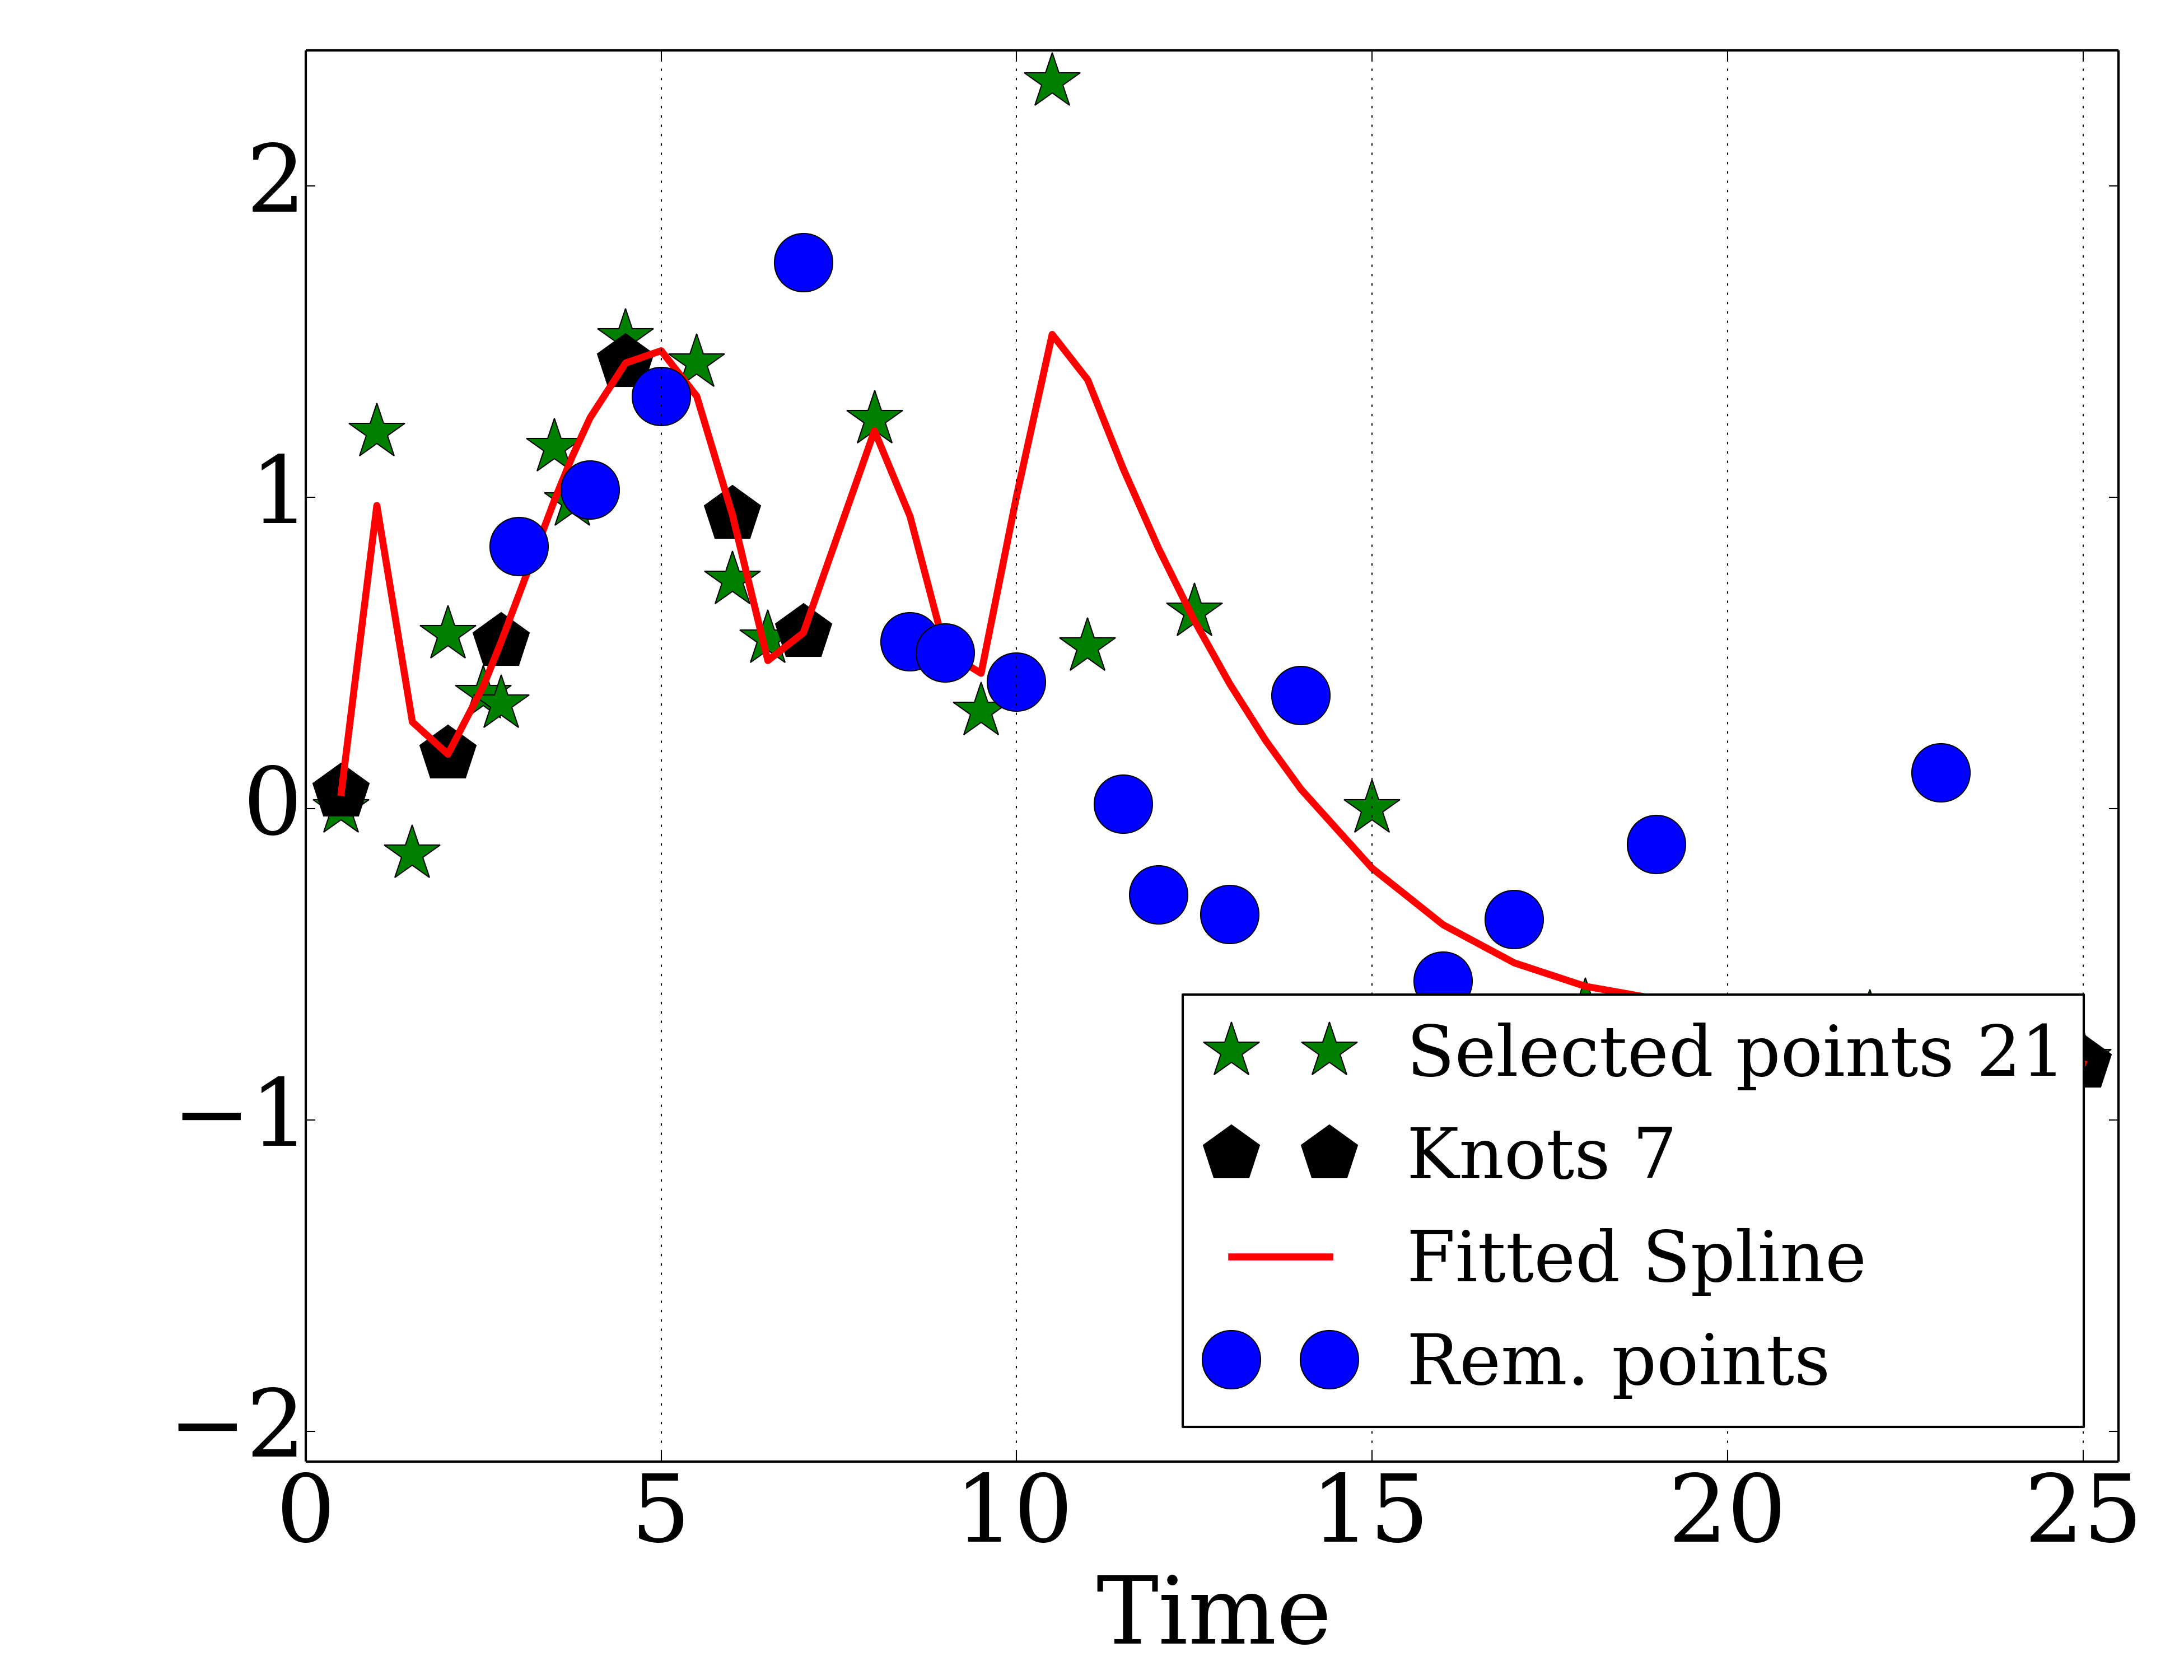 2
1
0
−1
−2
Selected points 21
Knots 7
Fitted Spline
Rem. points
0 5 10 15 20 25
Time